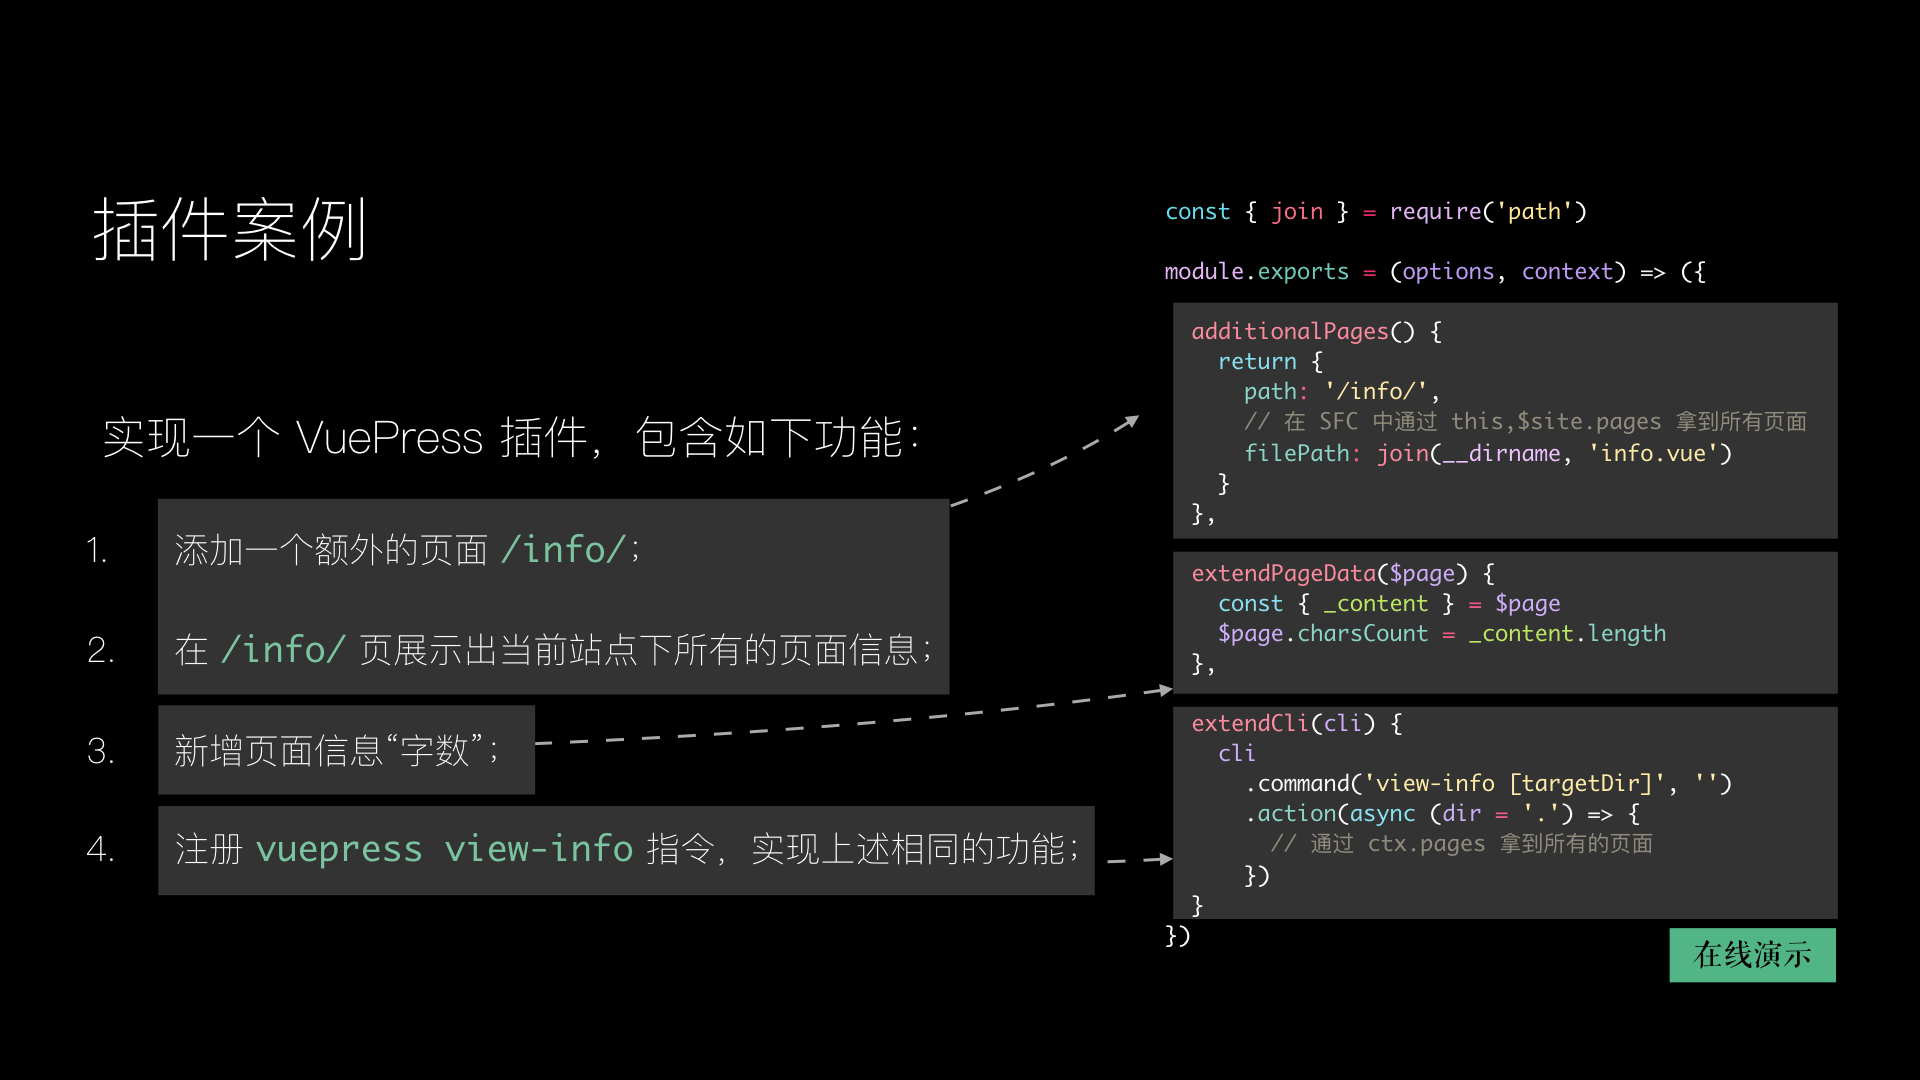 插件案例
实现一个 VuePress 插件，包含如下功能：
1. 添加一个额外的页面 /info/；
2. 在 /info/ 页展示出当前站点下所有的页面信息；
3. 新增页面信息“字数”；
4. 注册 vuepress view-info 指令，实现上述相同的功能；
const { join } = require('path')
module.exports = (options, context) => ({
additionalPages() {
return {
path: '/info/',
// 在 SFC 中通过 this,$site.pages 拿到所有页面
filePath: join(__dirname, 'info.vue')
}
},
extendPageData($page) {
const { _content } = $page
$page.charsCount = _content.length
},
extendCli(cli) {
cli
.command('view-info [targetDir]', '')
.action(async (dir = '.') => {
// 通过 ctx.pages 拿到所有的页面
})
}
})
在线演示